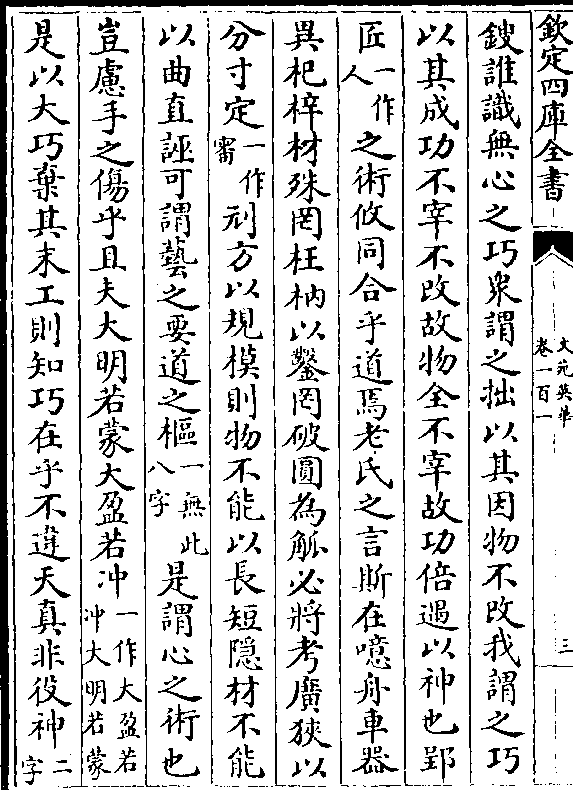 欽定四庫全書
文苑英華
卷一百一
三
鍐誰識無心之巧衆謂之拙以其因物不改我謂之巧
以其成功不宰不改故物全不宰故功倍遇以神也郢
匠一作人之術攸同合乎道焉老氏之言斯在噫舟車器
異杞梓材殊罔枉枘以鑿罔破圓為觚必將考廣狹以
分寸定一作審刓方以規模則物不能以長短隱材不能
以曲直誣可謂藝之要道之樞一無此八字是謂心之術也
豈慮手之傷乎且夫大明若蒙大盈若冲一作大盈若冲大明若蒙
是以大巧棄其末工則知巧在乎不違天真非役神二字